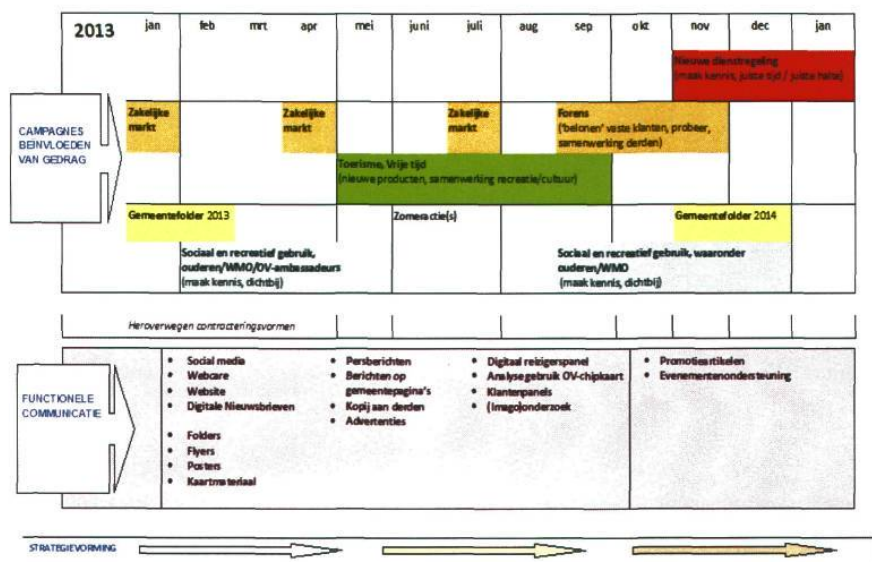 2013 jan feb mrt apr mei juni juli aug sep okt nov dec jan
Nieuwe dienstregeling
(maak kennis, juiste tijd / juiste halte)
CAMPAGNES
BEÏNVLOEDEN
VAN GEDRAG
Zakelijke
markt
Zakelijke
markt
Zakelijke
markt
Forens
('belonen' vaste klanten, probeer,
samenwerking derden)
Toerisme, Vrije tijd
(nieuwe producten, samenwerking recreatie/cultuur)
Gemeentefolder 2013
Zomeractie(s)
Gemeentefolder 2014
Sociaal en recreatief gebruik,
ouderen/WMO/OV-ambassadeurs
(maak kennis, dichtbij)
Sociaal en recreatief gebruik, waaronder
ouderen/WMO
(maak kennis, dichtbij)
Heroverwegen contracteringsvormen
FUNCTIONELE
COMMUNICATIE
• Social media
• Webcare
• Website
• Digitale Nieuwsbrieven
• Folders
• Flyers
• Posters
• Kaartmateriaal
• Persberichten
• Berichten op
gemeentepagina's
• Kopij aan derden
• Advertenties
• Digitaal reizigerspanel
• Analyse gebruik OV-chipkaart
• Klantenpanels
• (Imago)onderzoek
• Promotieartikelen
• Evenementenondersteuning
STRATEGIEVORMING